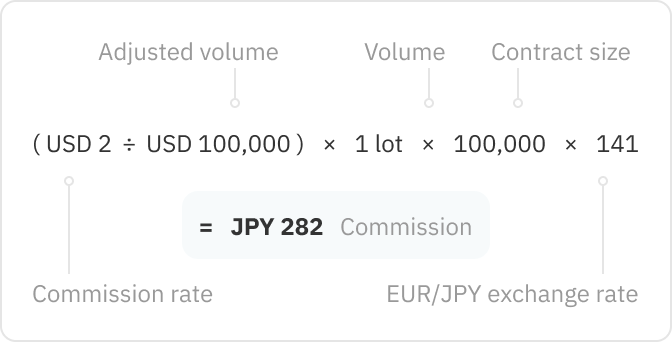 Adjusted volume Volume Contract size
( USD 2 ÷ USD 100,000 ) × 1 lot × 100,000 × 141
= JPY 282 Commission
Commission rate EUR/JPY exchange rate